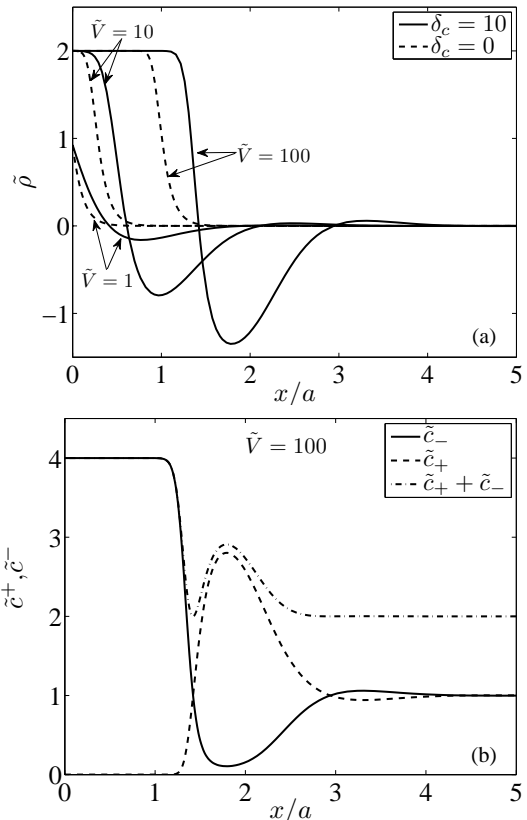 2
1
0
−1
ρ̃
Ṽ = 10
Ṽ = 100
Ṽ = 1
δ_c = 10
δ_c = 0
(a)
0 1 2 3 4 5
x/a
Ṽ = 100
c̃_−
c̃_+
c̃_+ + c̃_−
4
3
2
1
0
c̃^+,c̃^−
(b)
0 1 2 3 4 5
x/a